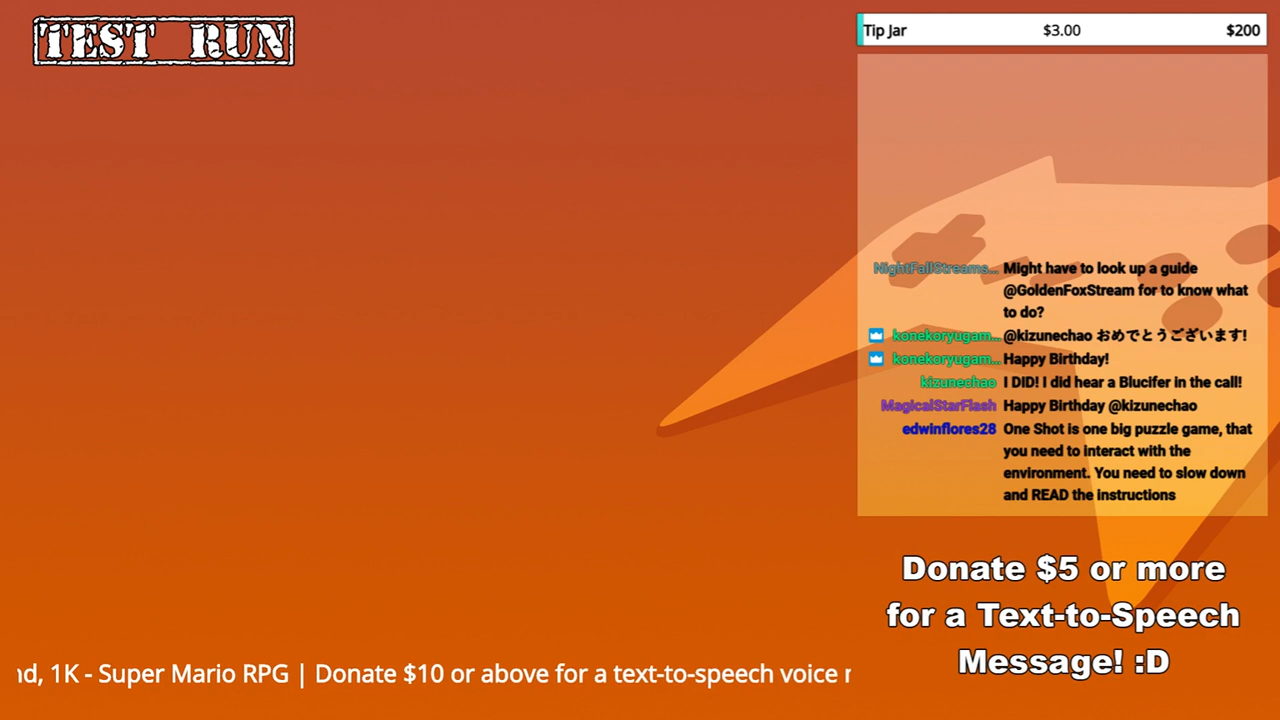 TEST RUN
Tip Jar $3.00 $200
NightFallStreams... Might have to look up a guide
@GoldenFoxStream for to know what
to do?
konekoryugam... @kizunechao おめでとうございます!
konekoryugam... Happy Birthday!
kizunechao I DID! I did hear a Blucifer in the call!
MagicalStarFlash Happy Birthday @kizunechao
edwinflores28 One Shot is one big puzzle game, that
you need to interact with the
environment. You need to slow down
and READ the instructions
Donate $5 or more
for a Text-to-Speech
Message! :D
1K - Super Mario RPG | Donate $10 or above for a text-to-speech voice